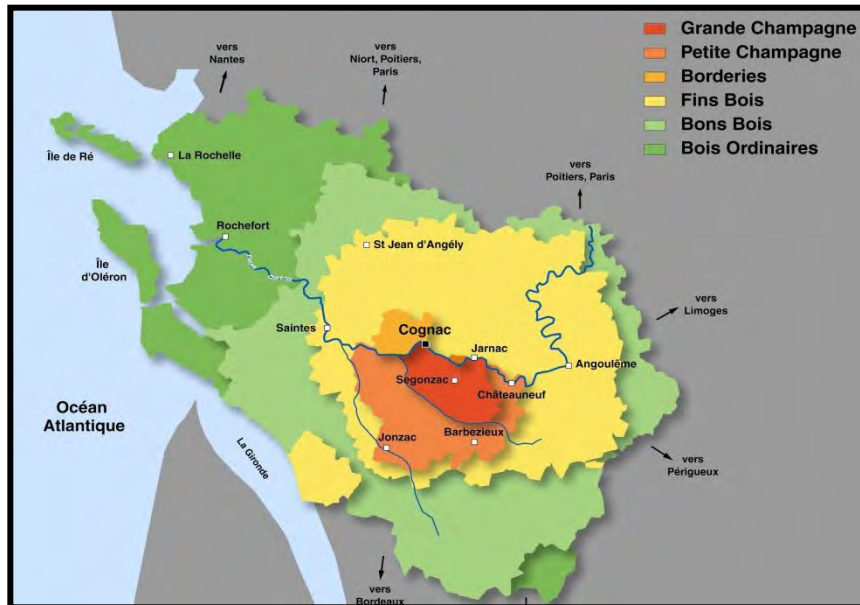 Grande Champagne
Petite Champagne
Borderies
Fins Bois
Bons Bois
Bois Ordinaires
vers
Nantes
vers
Niort, Poitiers,
Paris
Île de Ré
La Rochelle
vers
Poitiers, Paris
Rochefort
St Jean d'Angély
Île
d'Oléron
vers
Limoges
Saintes
Cognac
Jarnac
Angoulême
Segonzac
Châteauneuf
Océan
Atlantique
Jonzac
Barbezieux
La Gironde
vers
Périgueux
vers
Bordeaux